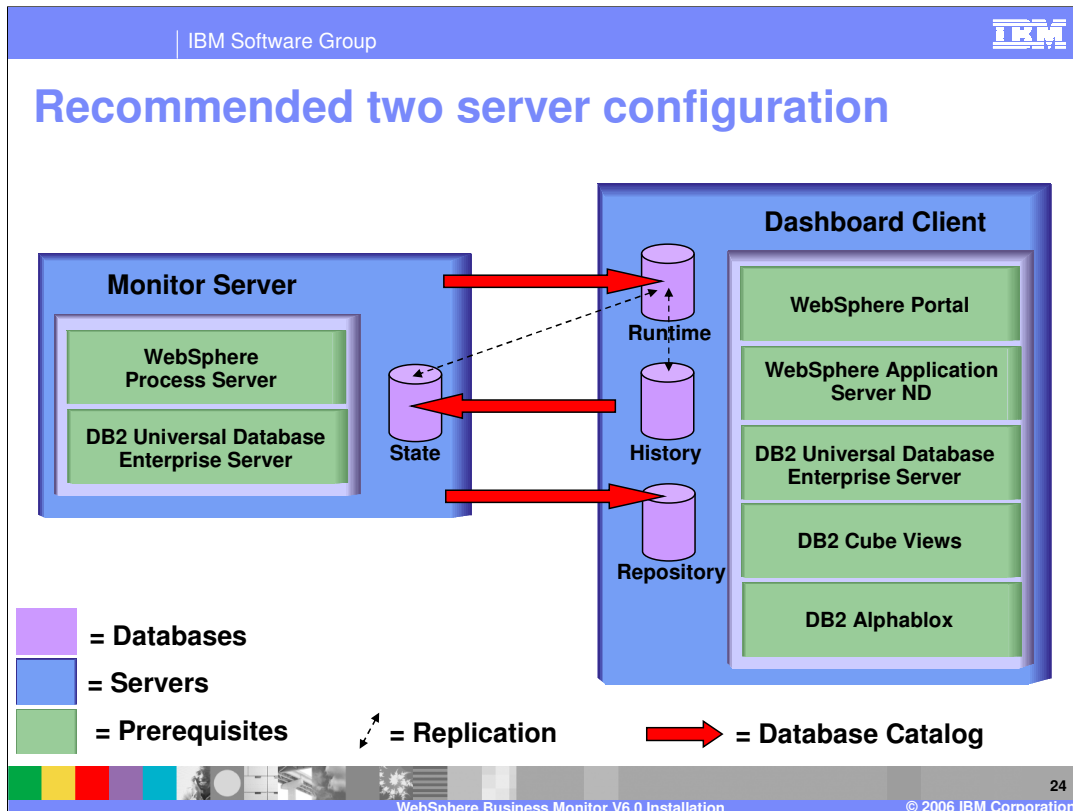 IBM Software Group
IBM
Recommended two server configuration
Monitor Server
WebSphere
Process Server
DB2 Universal Database
Enterprise Server
State
Dashboard Client
Runtime
History
Repository
WebSphere Portal
WebSphere Application
Server ND
DB2 Universal Database
Enterprise Server
DB2 Cube Views
DB2 Alphablox
= Databases
= Servers
= Prerequisites
= Replication
= Database Catalog
24
WebSphere Business Monitor V6.0 Installation
© 2006 IBM Corporation